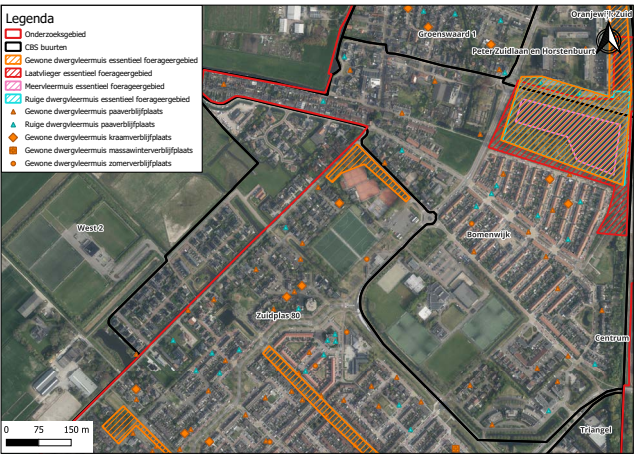 Legenda
Onderzoeksgebied
CBS buurten
Gewone dwergvleermuis essentieel foerageergebied
Laatvlieger essentieel foerageergebied
Meervleermuis essentieel foerageergebied
Ruige dwergvleermuis essentieel foerageergebied
Gewone dwergvleermuis paaverblijfplaats
Ruige dwergvleermuis paaverblijfplaats
Gewone dwergvleermuis kraamverblijfplaats
Gewone dwergvleermuis massawinterverblijfplaats
Gewone dwergvleermuis zomerverblijfplaats
Oranjewijk Zuid
Groenswaard 1
Peter Zuidlaan en Horstenbuurt
West 2
Bomenwijk
Zuidplas 80
Centrum
Triangel
0 75 150 m